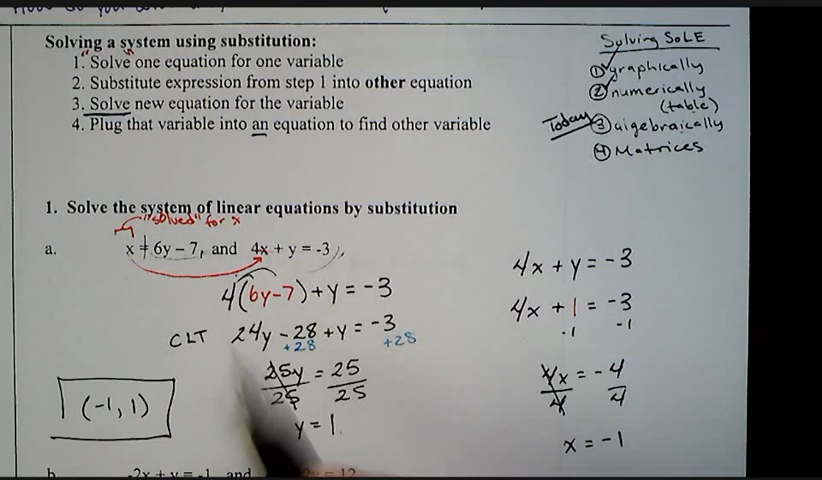 Solving a system using substitution:
1. Solve one equation for one variable
2. Substitute expression from step 1 into other equation
3. Solve new equation for the variable
4. Plug that variable into an equation to find other variable
Solving SoLE
① graphically
② numerically
(table)
Today ③ algebraically
④ Matrices
1. Solve the system of linear equations by substitution
"solved" for x
a. x = 6y – 7, and 4x + y = -3
4(6y-7)+y = -3
CLT 24y - 28 + y = -3
+28 +28
25y = 25
25 25
y = 1
(-1, 1)
4x + y = -3
4x + 1 = -3
-1 -1
4x = -4
4 4
x = -1
b. -2x + y = -1 and